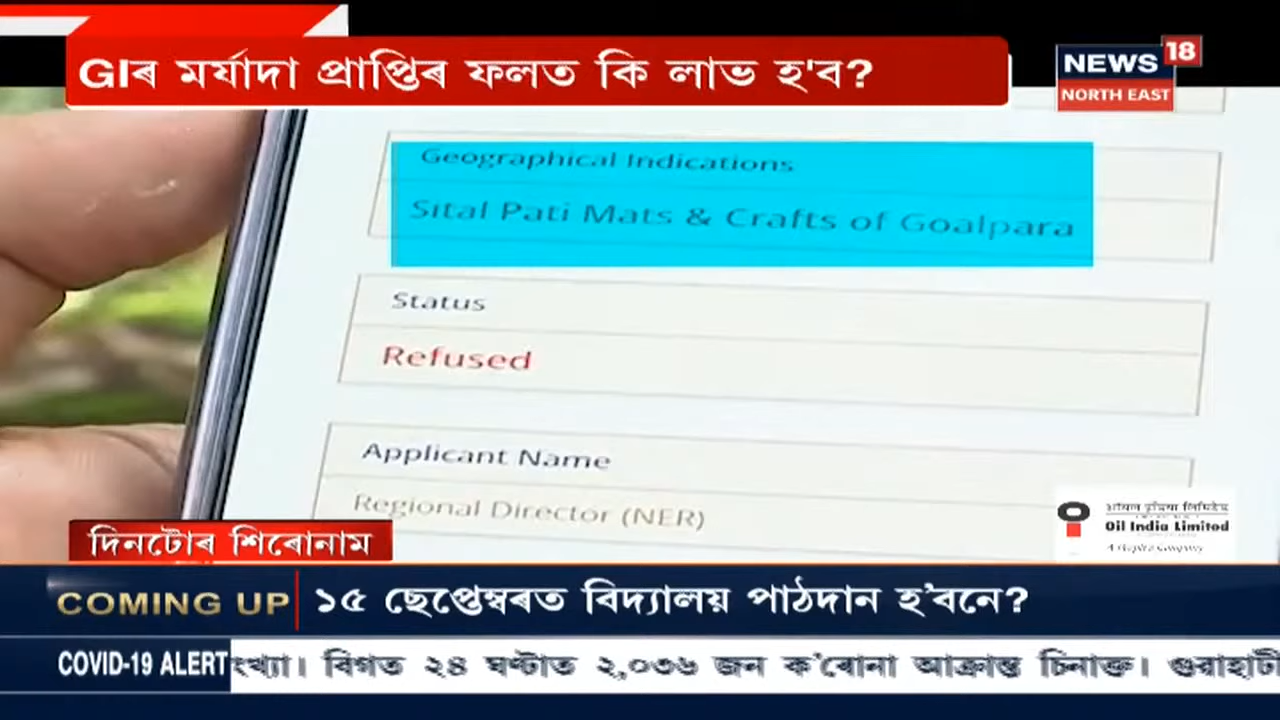 GIৰ মৰ্যাদা প্ৰাপ্তিৰ ফলত কি লাভ হ'ব?
NEWS 18
NORTH EAST
Geographical Indications
Sital Pati Mats & Crafts of Goalpara
Status
Refused
Applicant Name
Regional Director (NER)
ऑयल इंडिया लिमिटेड
Oil India Limited
দিনটোৰ শিৰোনাম
COMING UP ১৫ ছেপ্তেম্বৰত বিদ্যালয় পাঠদান হ'বনে?
COVID-19 ALERT ংখ্যা। বিগত ২৪ ঘণ্টাত ২,০৩৬ জন ক'ৰোনা আক্ৰান্ত চিনাক্ত। গুৱাহাটী